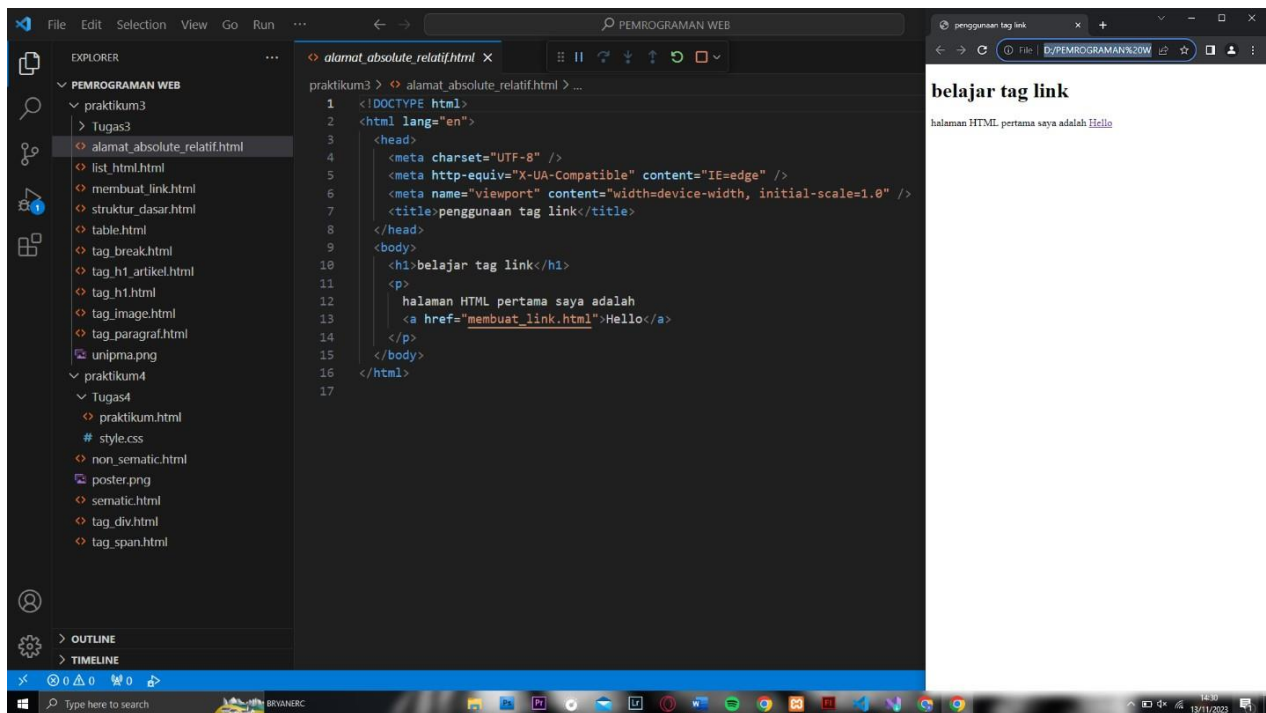 File Edit Selection View Go Run ...
PEMROGRAMAN WEB
EXPLORER
PEMROGRAMAN WEB
praktikum3
Tugas3
alamat_absolute_relatif.html
list_html.html
membuat_link.html
struktur_dasar.html
table.html
tag_break.html
tag_h1_artikel.html
tag_h1.html
tag_image.html
tag_paragraf.html
unipma.png
praktikum4
Tugas4
praktikum.html
# style.css
non_sematic.html
poster.png
sematic.html
tag_div.html
tag_span.html
OUTLINE
TIMELINE
1
alamat_absolute_relatif.html
praktikum3 > alamat_absolute_relatif.html > ...
1 <!DOCTYPE html>
2 <html lang="en">
3 <head>
4 <meta charset="UTF-8" />
5 <meta http-equiv="X-UA-Compatible" content="IE=edge" />
6 <meta name="viewport" content="width=device-width, initial-scale=1.0" />
7 <title>penggunaan tag link</title>
8 </head>
9 <body>
10 <h1>belajar tag link</h1>
11 <p>
12 halaman HTML pertama saya adalah
13 <a href="membuat_link.html">Hello</a>
14 </p>
15 </body>
16 </html>
17
penggunaan tag link
File D:/PEMROGRAMAN%20W
belajar tag link
halaman HTML pertama saya adalah Hello
0 0 0
Type here to search
BRYANERC
Ps Pr Lr
14:30
13/11/2023